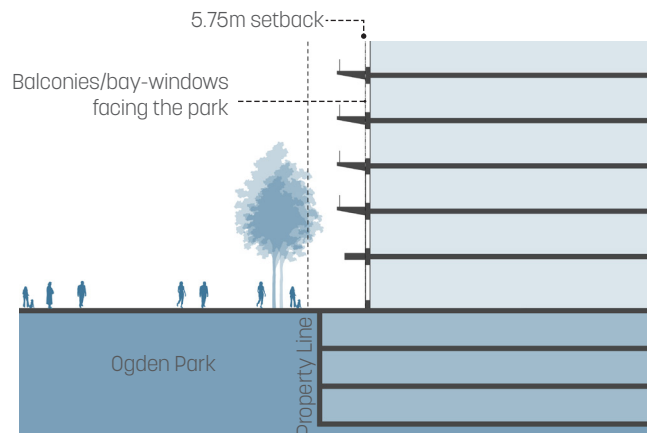 5.75m setback
Balconies/bay-windows
facing the park
Ogden Park
Property Line